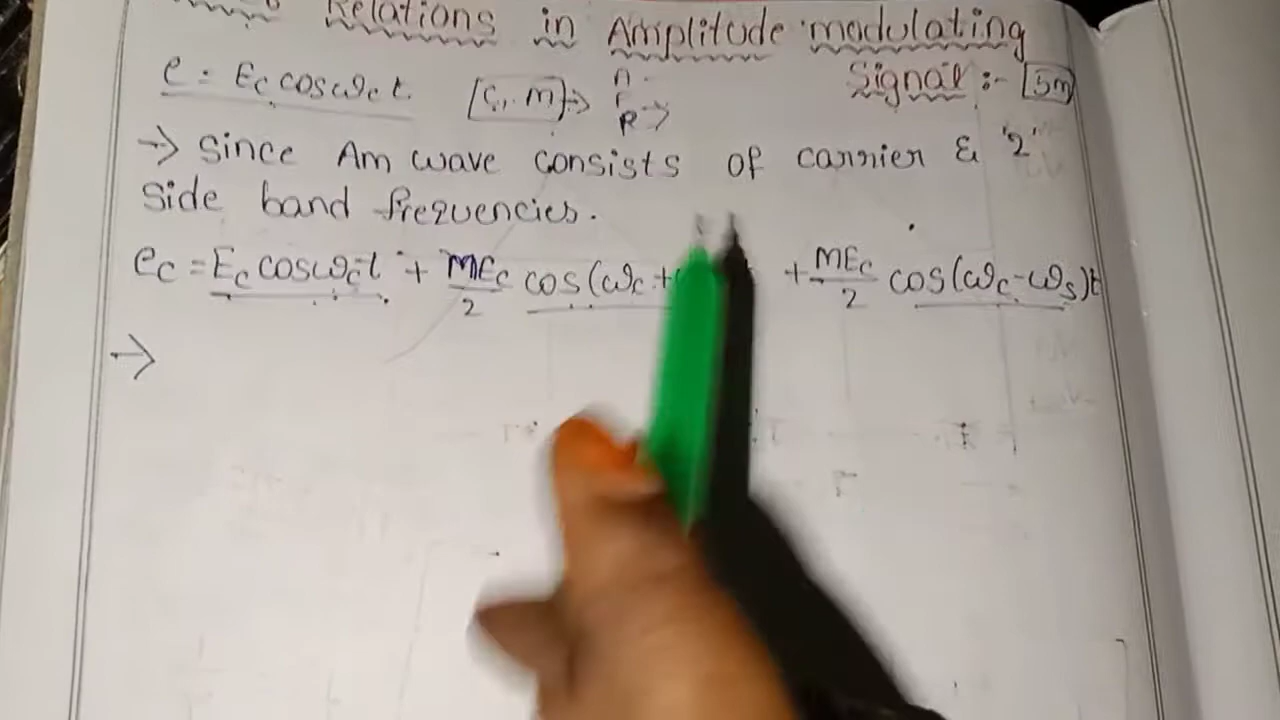 Relations in Amplitude modulating
Signal :- [5m]
e = Ec cosωct [C, m] →
R →
→ Since Am wave consists of carrier & '2'
Side band frequencies.
ec = Ec cosωct + mEc/2 cos(ωc + + mEc/2 cos(ωc-ωs)t
→